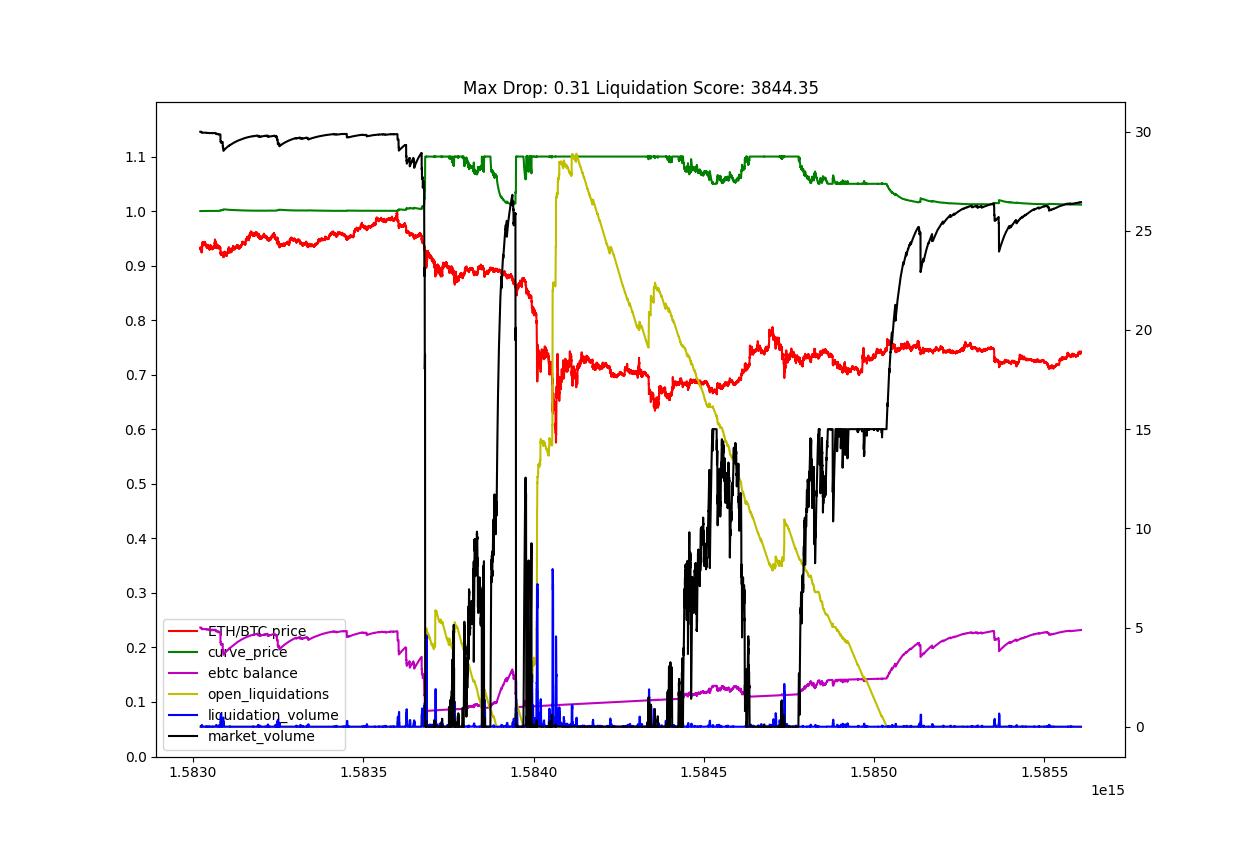 Max Drop: 0.31 Liquidation Score: 3844.35
1.1
1.0
0.9
0.8
0.7
0.6
0.5
0.4
0.3
0.2
0.1
0.0
30
25
20
15
10
5
0
ETH/BTC price
curve_price
ebtc balance
open_liquidations
liquidation_volume
market_volume
1.5830 1.5835 1.5840 1.5845 1.5850 1.5855
1e15